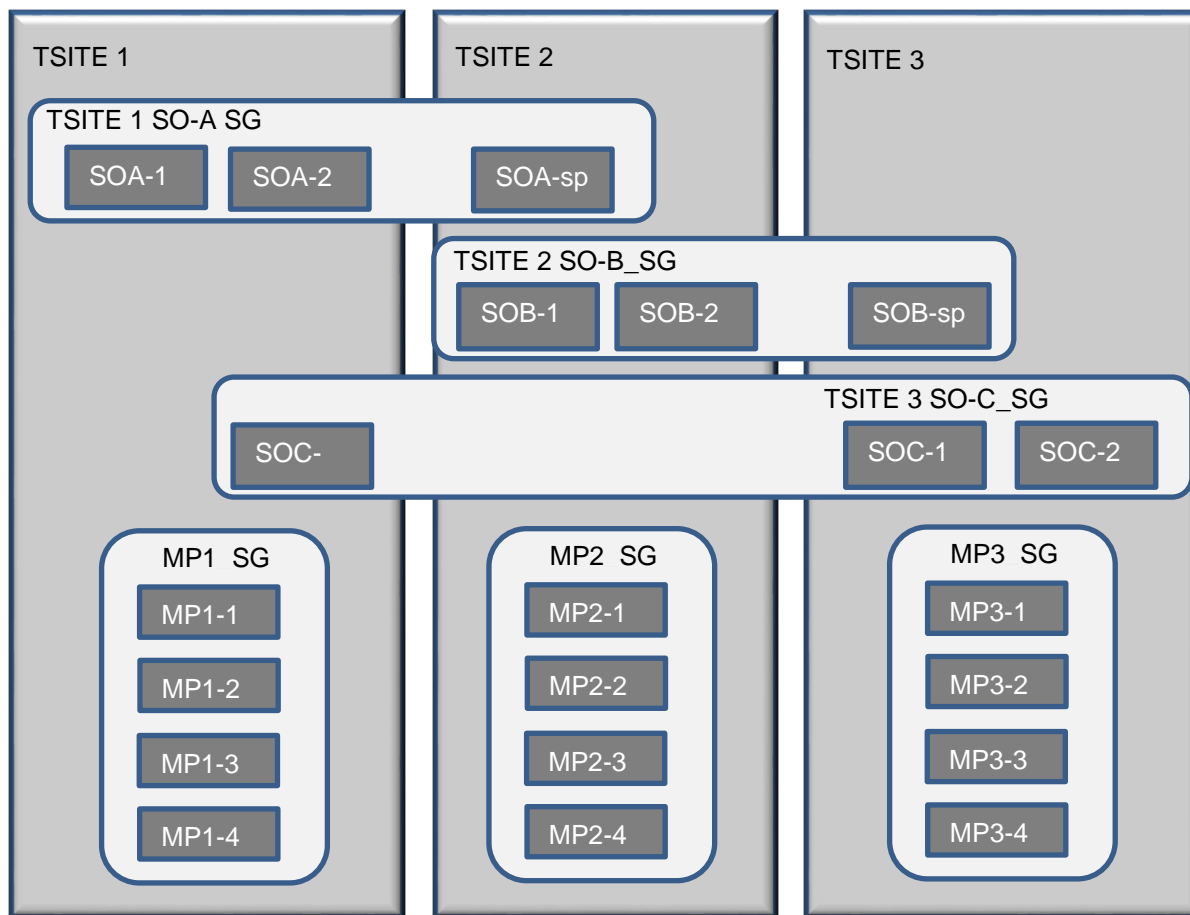 TSITE 1
TSITE 2
TSITE 3
TSITE 1 SO-A SG
SOA-1
SOA-2
SOA-sp
TSITE 2 SO-B_SG
SOB-1
SOB-2
SOB-sp
TSITE 3 SO-C_SG
SOC-
SOC-1
SOC-2
MP1 SG
MP1-1
MP1-2
MP1-3
MP1-4
MP2 SG
MP2-1
MP2-2
MP2-3
MP2-4
MP3 SG
MP3-1
MP3-2
MP3-3
MP3-4